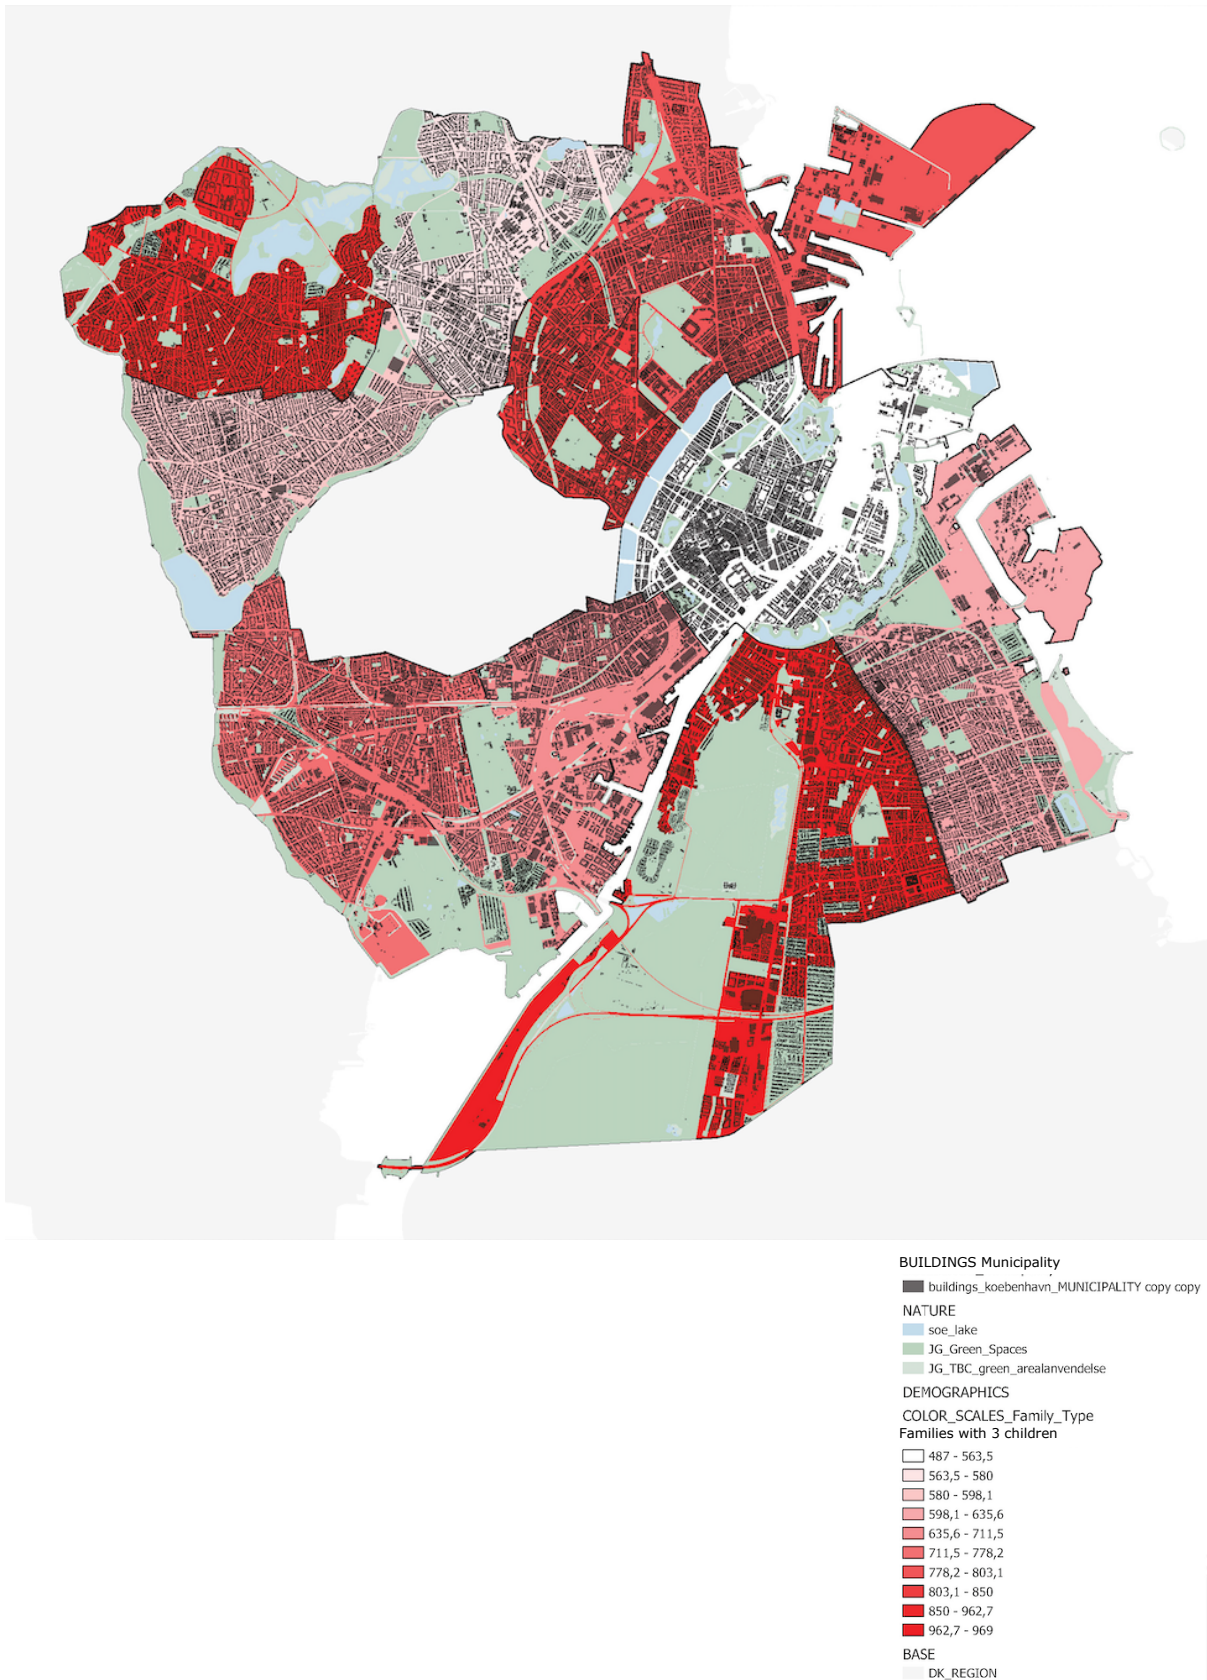 BUILDINGS Municipality
buildings_koebenhavn_MUNICIPALITY copy copy
NATURE
soe_lake
JG_Green_Spaces
JG_TBC_green_arealanvendelse
DEMOGRAPHICS
COLOR_SCALES_Family_Type
Families with 3 children
487 - 563,5
563,5 - 580
580 - 598,1
598,1 - 635,6
635,6 - 711,5
711,5 - 778,2
778,2 - 803,1
803,1 - 850
850 - 962,7
962,7 - 969
BASE
DK_REGION